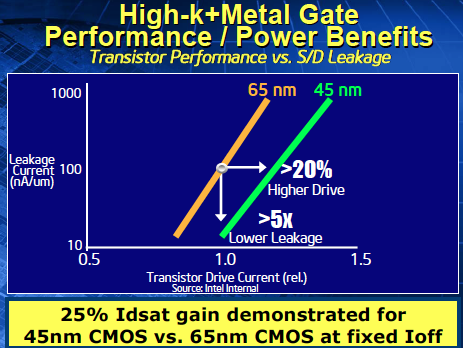 High-k+Metal Gate
Performance / Power Benefits
Transistor Performance vs. S/D Leakage
65 nm 45 nm
1000
Leakage
Current
(nA/um)
100
>20%
Higher Drive
>5x
Lower Leakage
10
0.5 1.0 1.5
Transistor Drive Current (rel.)
Source: Intel Internal
25% Idsat gain demonstrated for
45nm CMOS vs. 65nm CMOS at fixed Ioff